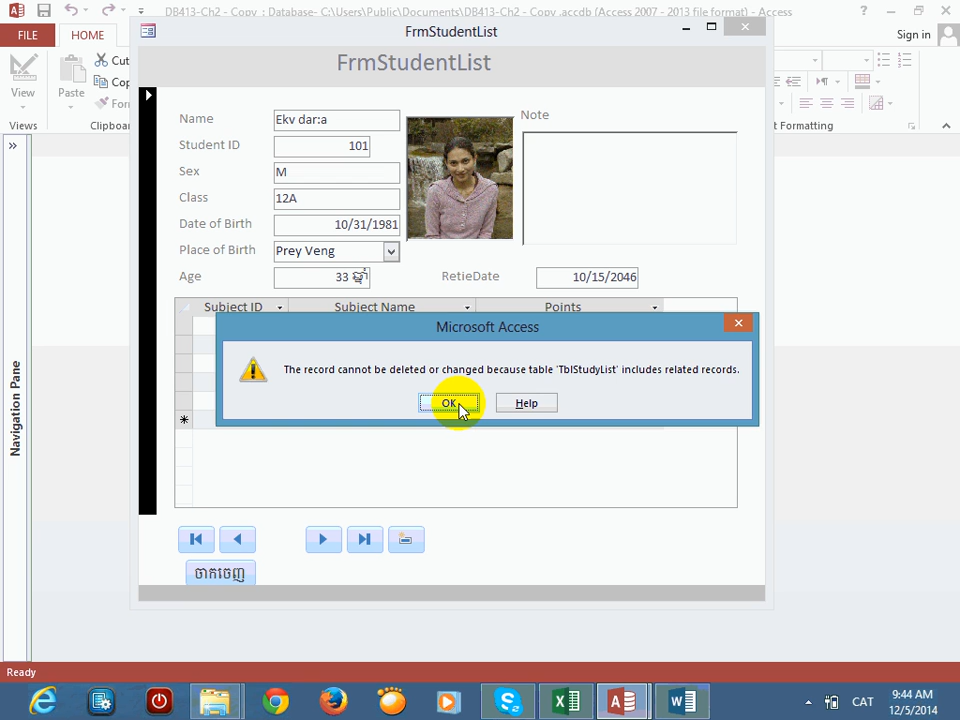 DB413-Ch2 - Copy : Database- C:\Users\Public\Documents\DB413-Ch2 - Copy .accdb (Access 2007 - 2013 file format) - Access
FILE
HOME
Sign in
View
Paste
Cut
Views
FrmStudentList
FrmStudentList
Name
Ekv dar:a
Note
Student ID
101
Sex
M
Class
12A
Date of Birth
10/31/1981
Place of Birth
Prey Veng
Age
33 ឆ្នាំ
RetieDate
10/15/2046
Subject ID
Subject Name
Points
Microsoft Access
The record cannot be deleted or changed because table 'TblStudyList' includes related records.
OK
Help
Navigation Pane
ចាកចេញ
Ready
CAT
9:44 AM
12/5/2014